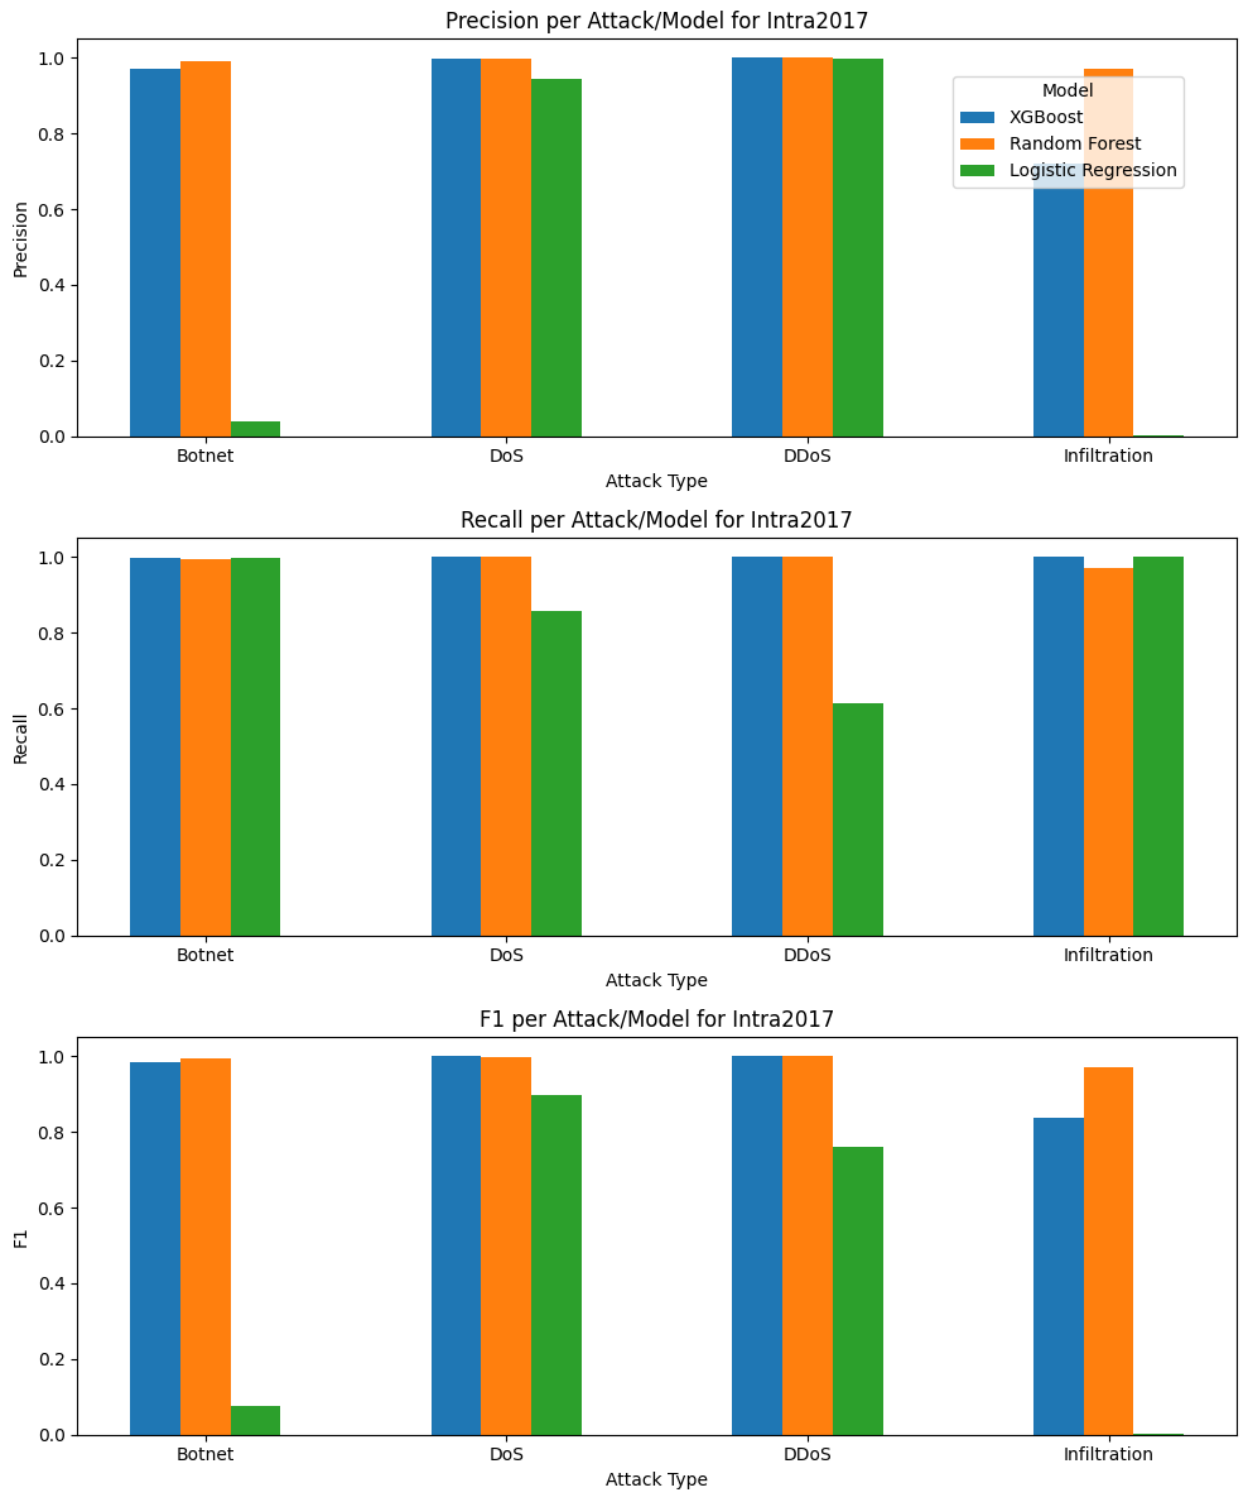 Precision per Attack/Model for Intra2017
1.0
0.8
0.6
0.4
0.2
0.0
Precision
Model
XGBoost
Random Forest
Logistic Regression
Botnet DoS DDoS Infiltration
Attack Type
Recall per Attack/Model for Intra2017
1.0
0.8
0.6
0.4
0.2
0.0
Recall
Botnet DoS DDoS Infiltration
Attack Type
F1 per Attack/Model for Intra2017
1.0
0.8
0.6
0.4
0.2
0.0
F1
Botnet DoS DDoS Infiltration
Attack Type